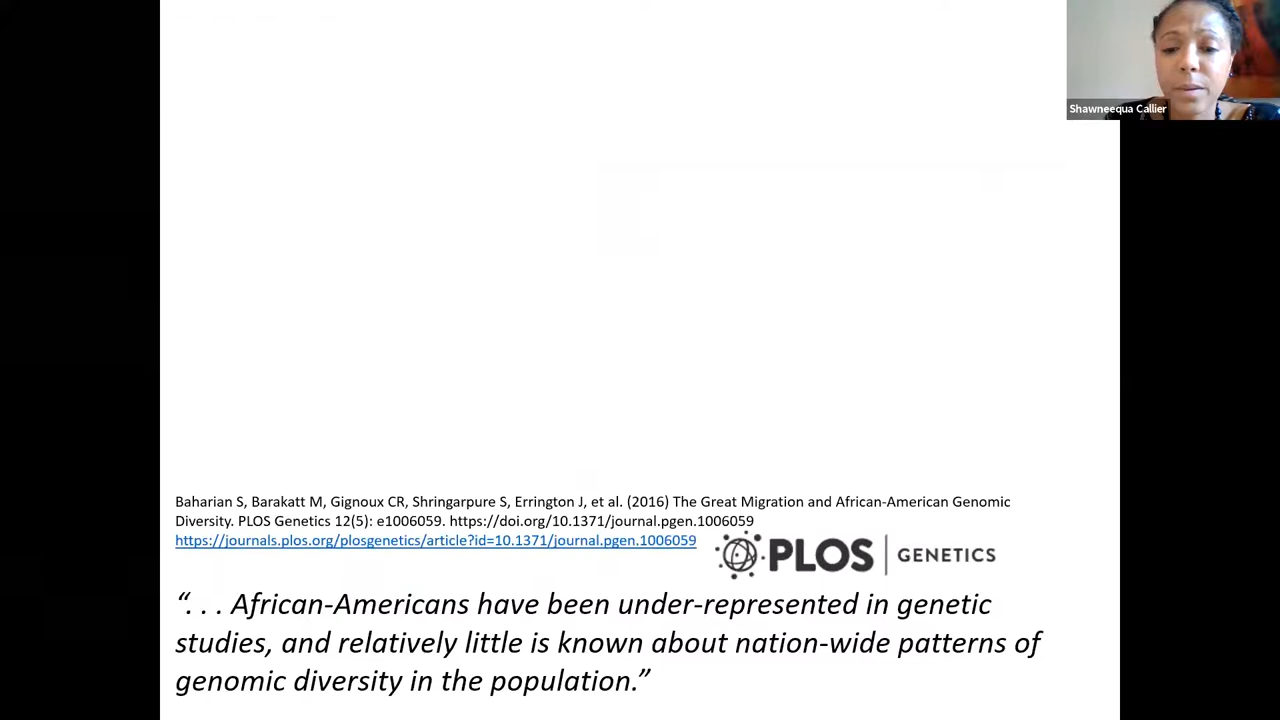 Shawneequa Callier
Baharian S, Barakatt M, Gignoux CR, Shringarpure S, Errington J, et al. (2016) The Great Migration and African-American Genomic
Diversity. PLOS Genetics 12(5): e1006059. https://doi.org/10.1371/journal.pgen.1006059
https://journals.plos.org/plosgenetics/article?id=10.1371/journal.pgen.1006059
PLOS | GENETICS
“. . . African-Americans have been under-represented in genetic
studies, and relatively little is known about nation-wide patterns of
genomic diversity in the population.”